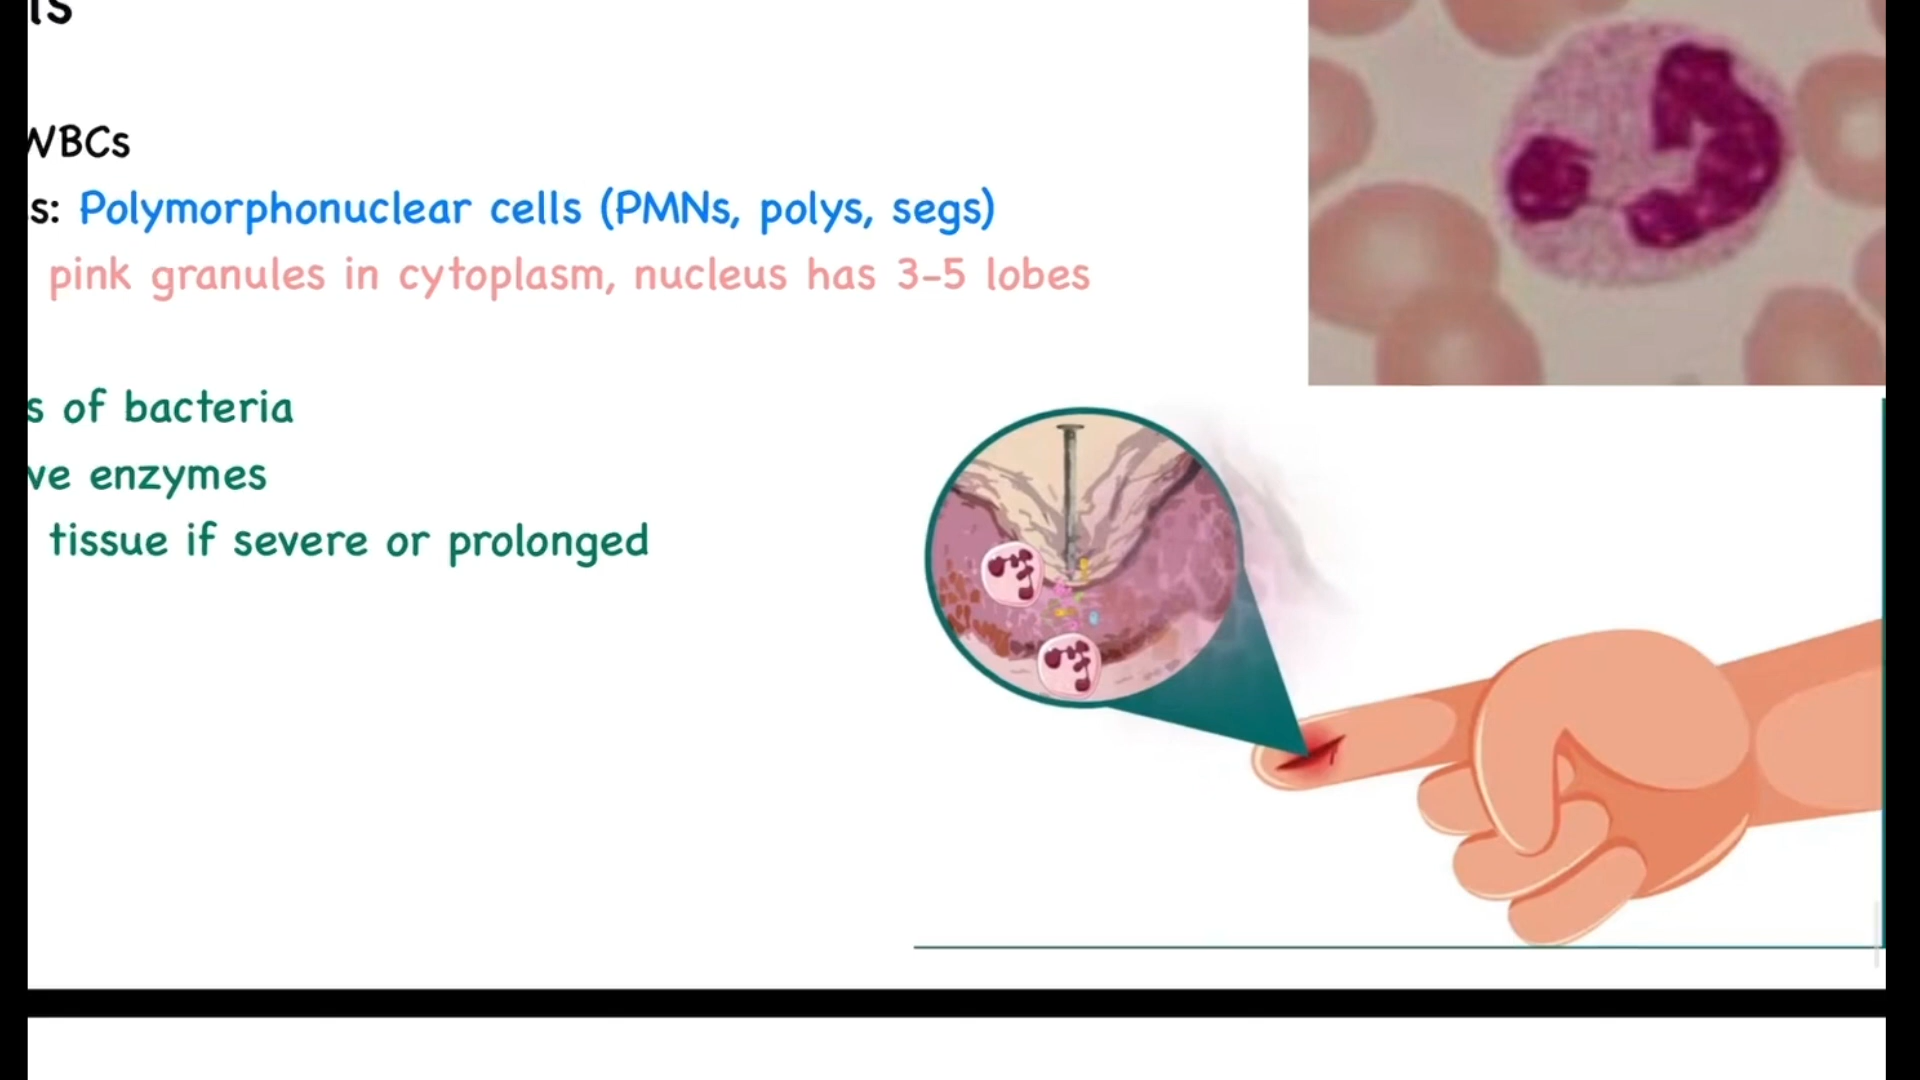 ls
WBCs
s: Polymorphonuclear cells (PMNs, polys, segs)
pink granules in cytoplasm, nucleus has 3-5 lobes
s of bacteria
ve enzymes
tissue if severe or prolonged